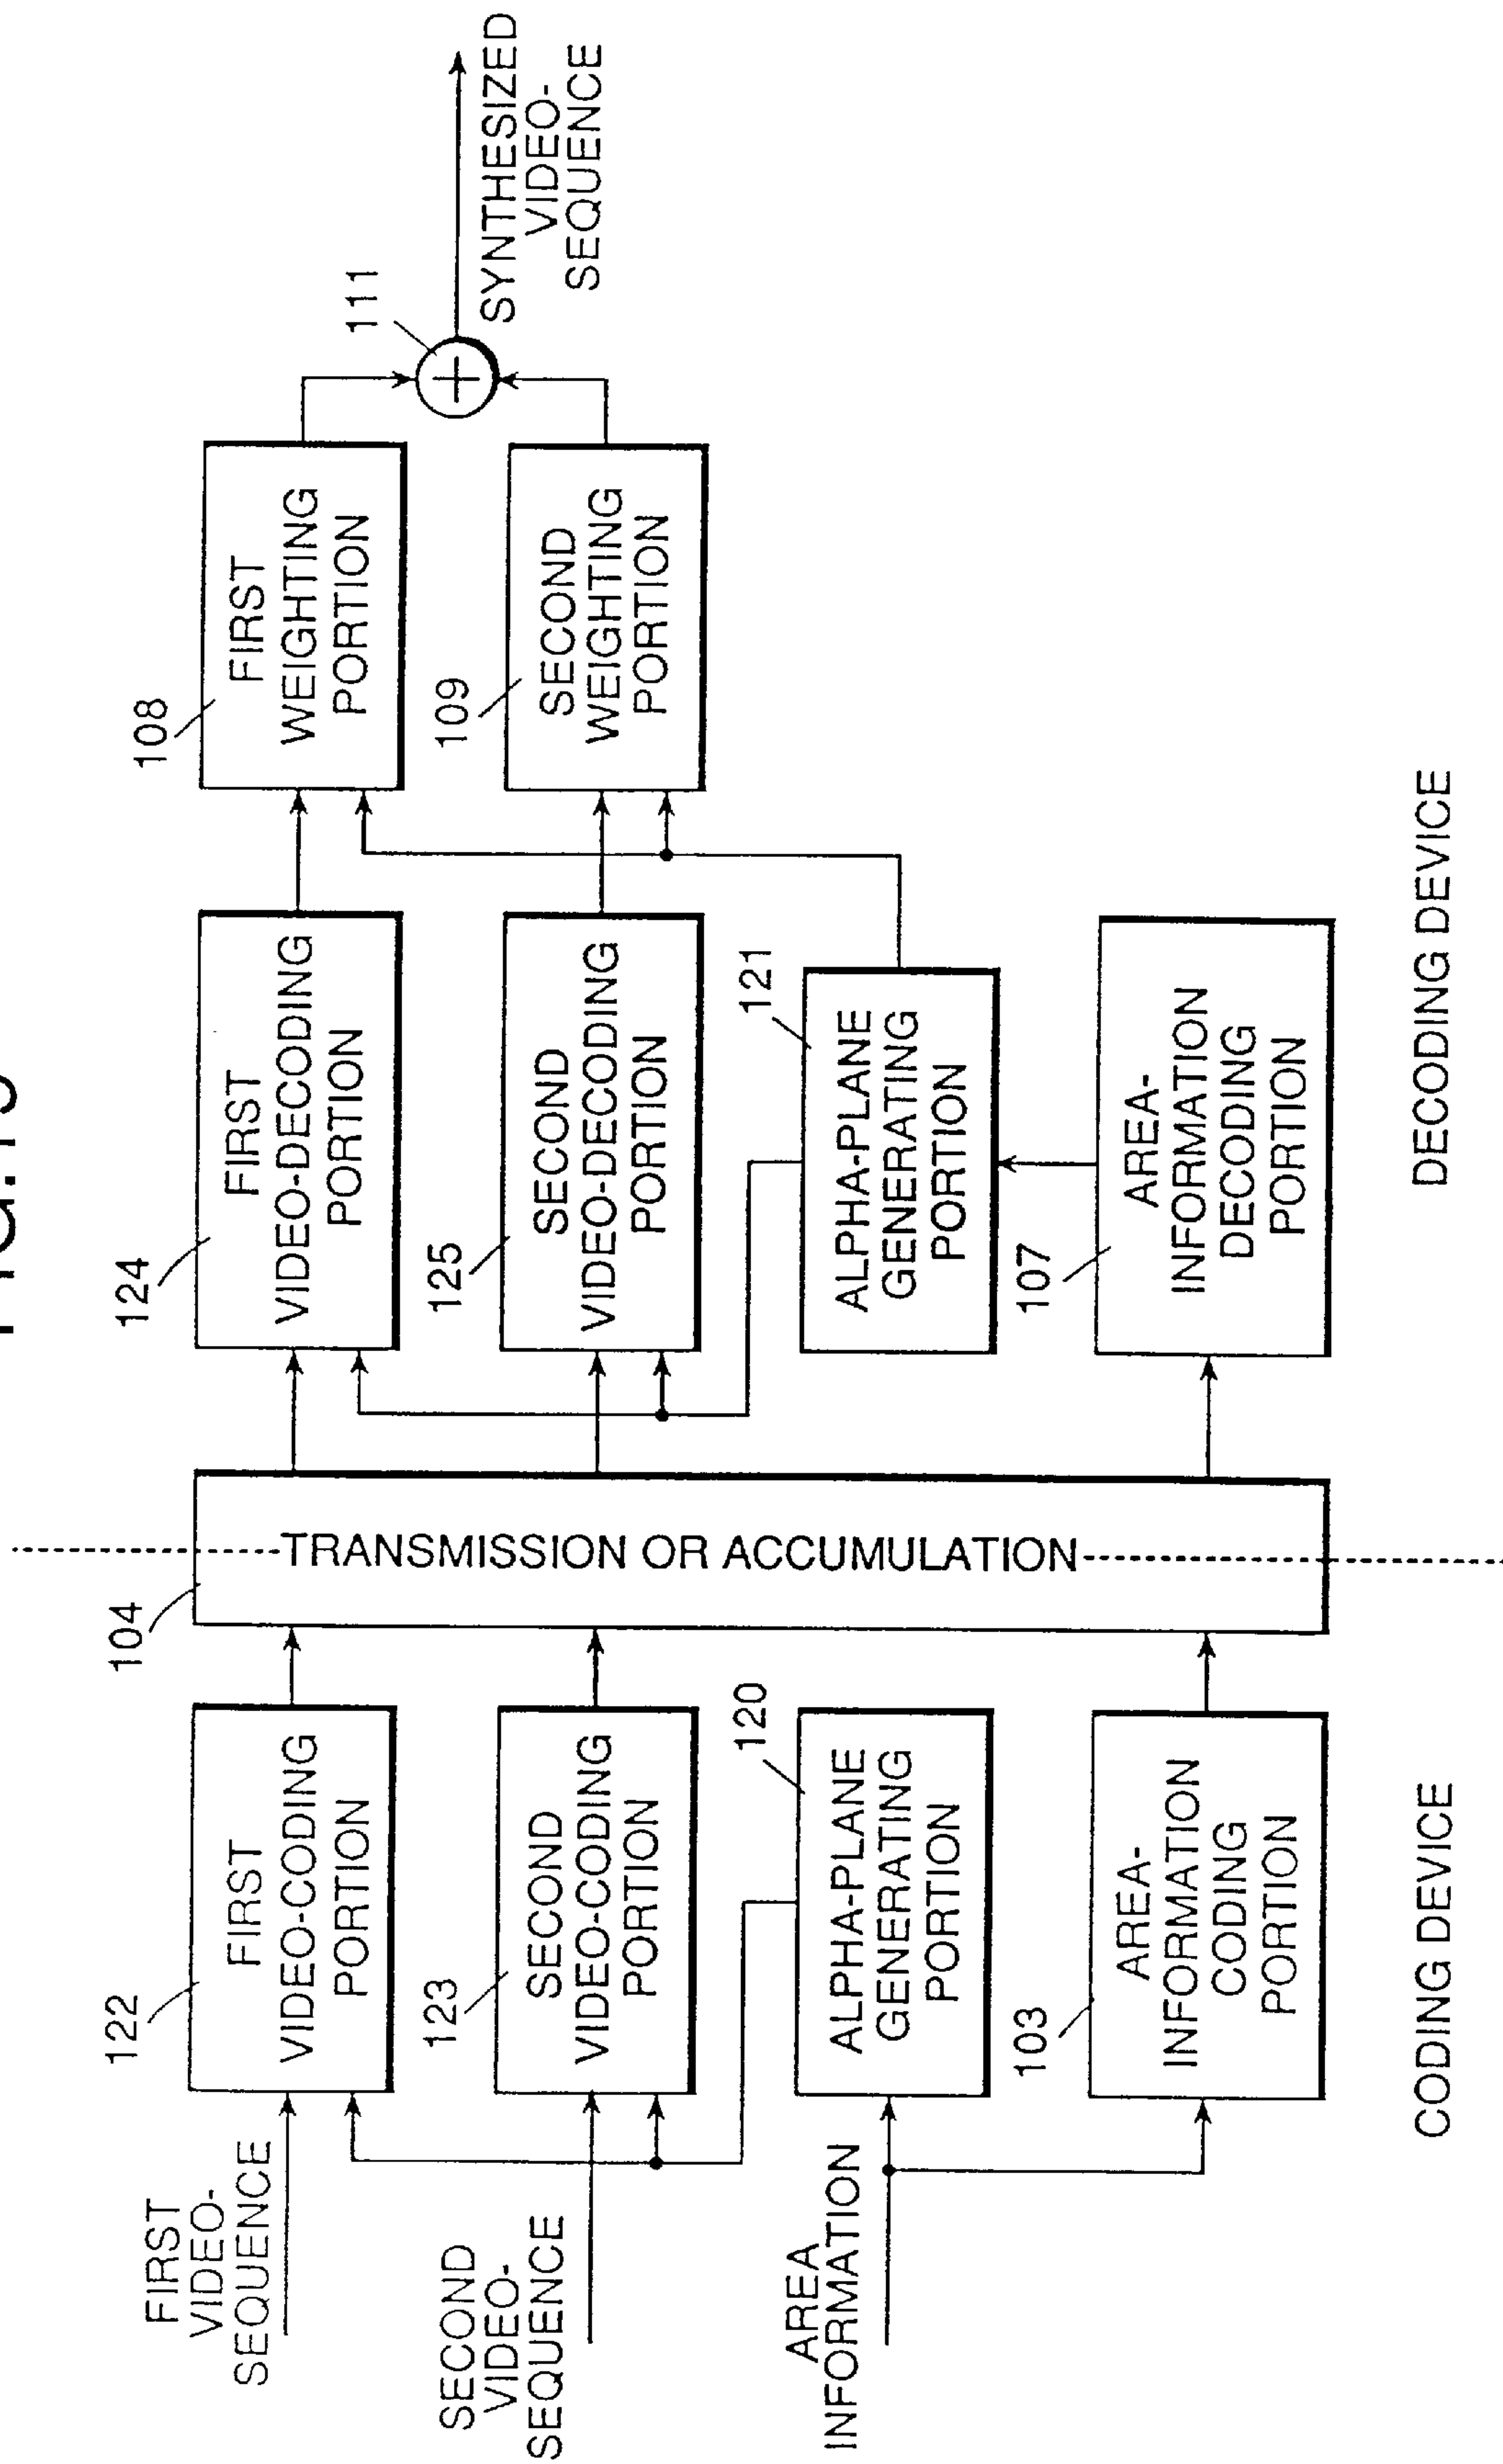 FIRST
VIDEO-
SEQUENCE
122
FIRST
VIDEO-CODING
PORTION
104
TRANSMISSION OR ACCUMULATION
124
FIRST
VIDEO-DECODING
PORTION
108
FIRST
WEIGHTING
PORTION
111
SYNTHESIZED
VIDEO-
SEQUENCE
SECOND
VIDEO-
SEQUENCE
123
SECOND
VIDEO-CODING
PORTION
125
SECOND
VIDEO-DECODING
PORTION
109
SECOND
WEIGHTING
PORTION
AREA
INFORMATION
120
ALPHA-PLANE
GENERATING
PORTION
121
ALPHA-PLANE
GENERATING
PORTION
103
AREA-
INFORMATION
CODING
PORTION
107
AREA-
INFORMATION
DECODING
PORTION
CODING DEVICE
DECODING DEVICE